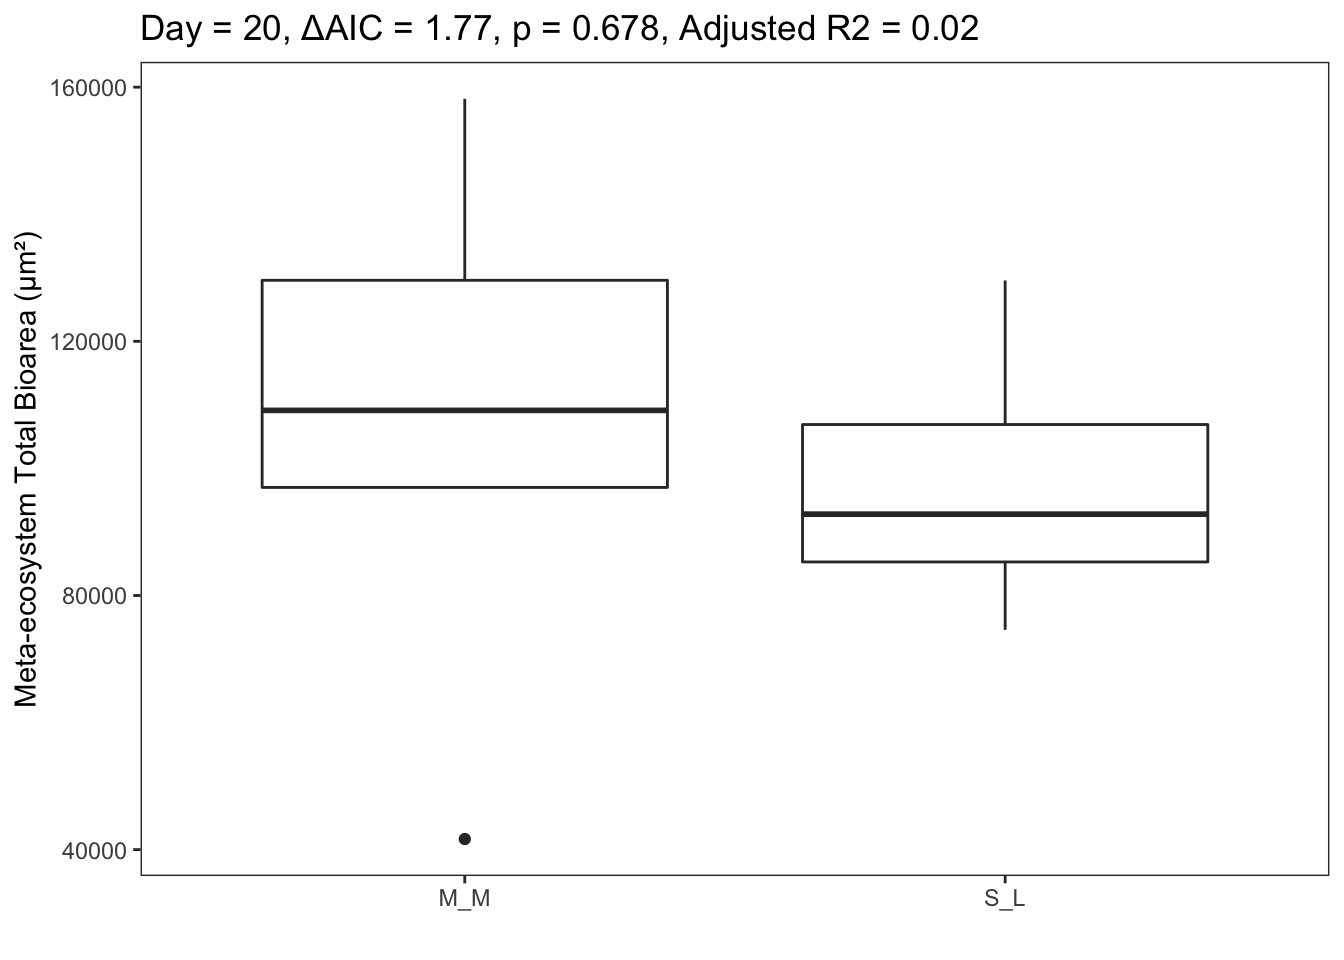 Day = 20, ΔAIC = 1.77, p = 0.678, Adjusted R2 = 0.02
Meta-ecosystem Total Bioarea (μm²)
160000
120000
80000
40000
M_M
S_L